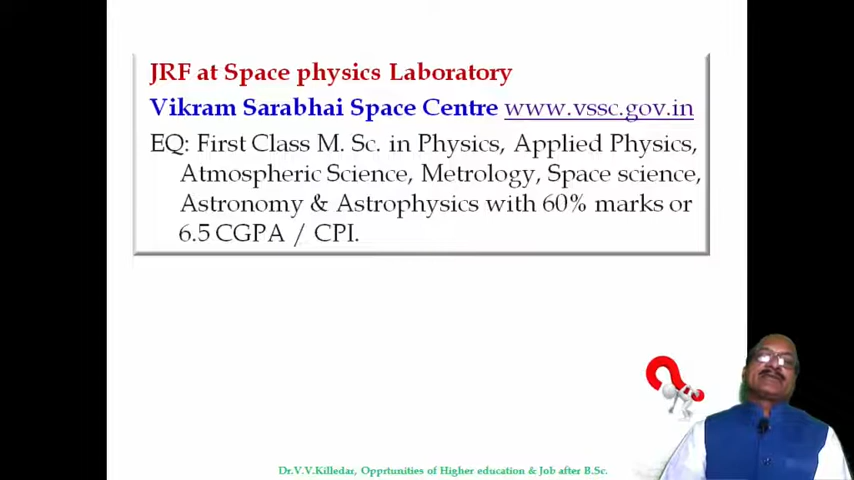 JRF at Space physics Laboratory
Vikram Sarabhai Space Centre www.vssc.gov.in
EQ: First Class M. Sc. in Physics, Applied Physics,
Atmospheric Science, Metrology, Space science,
Astronomy & Astrophysics with 60% marks or
6.5 CGPA / CPI.
Dr.V.V.Killedar, Opprtunities of Higher education & Job after B.Sc.